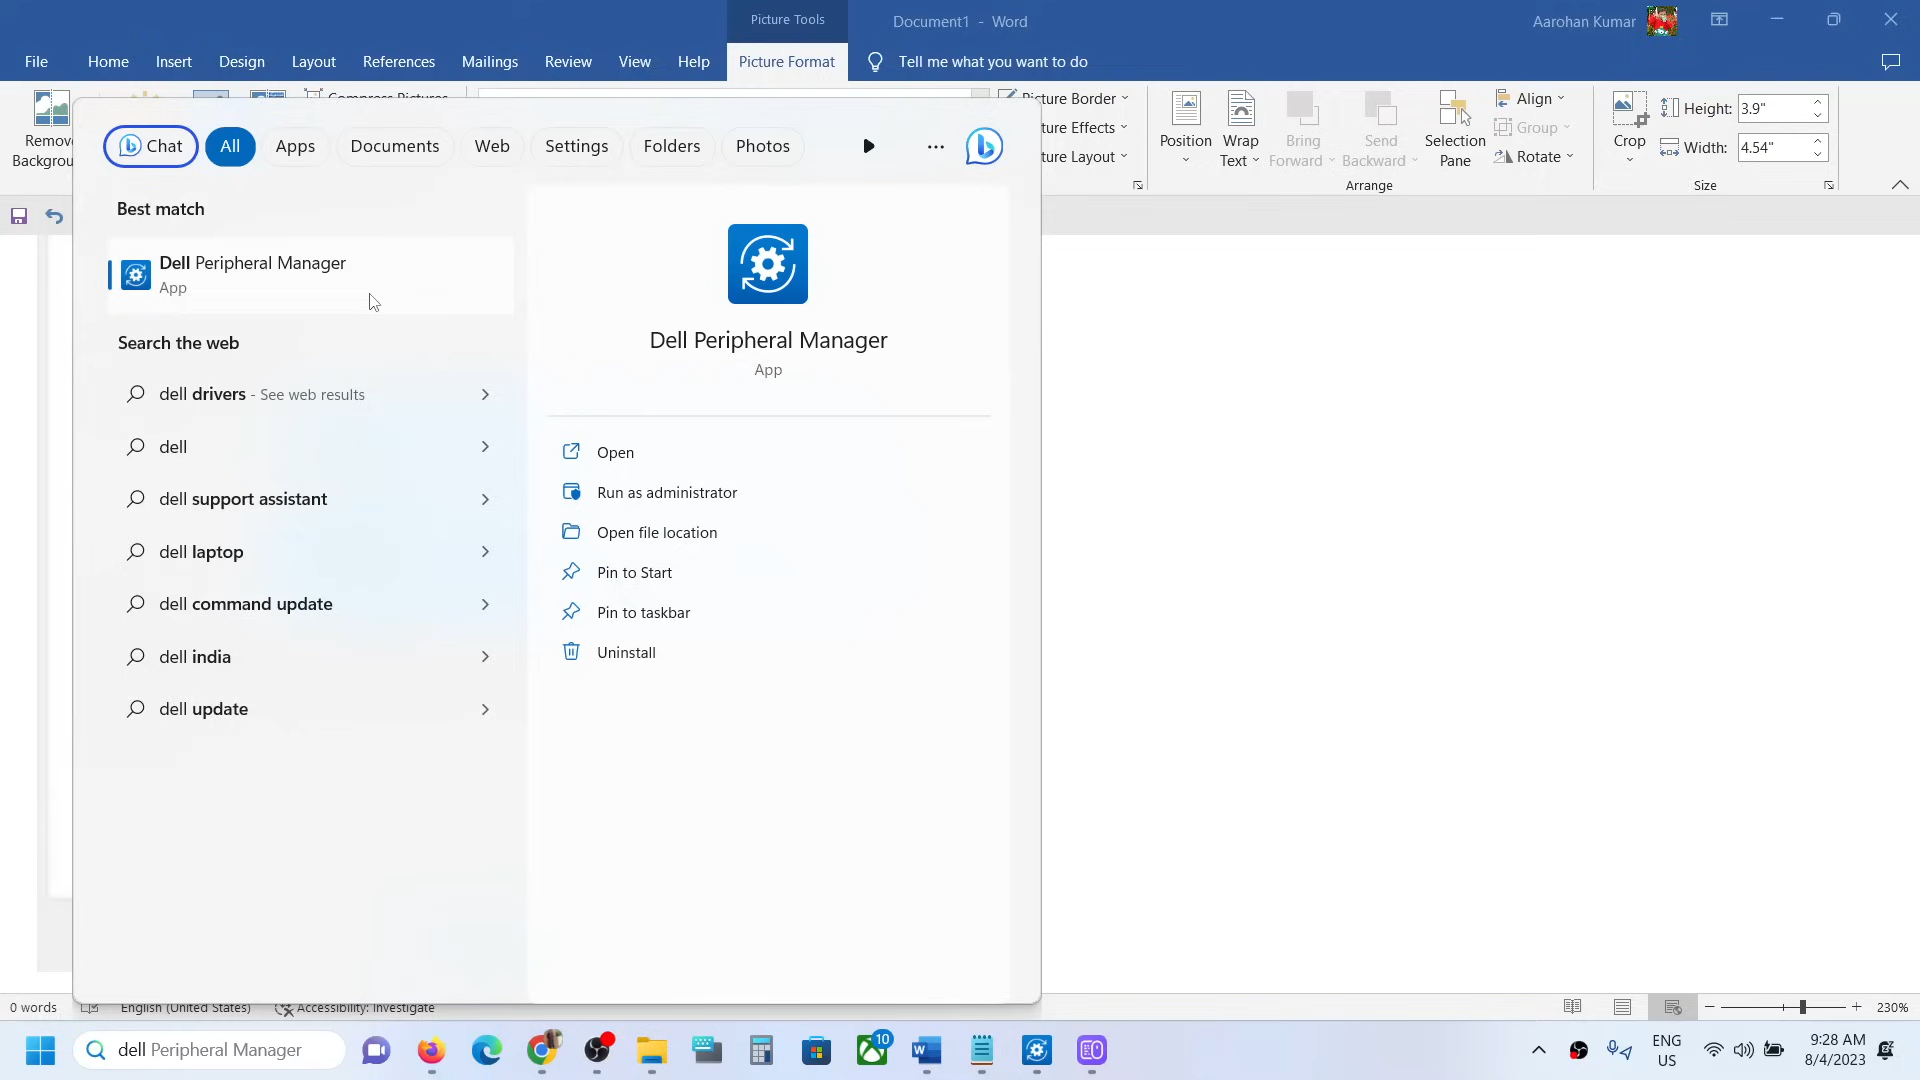 Picture Tools
Document1 - Word
Aarohan Kumar
File Home Insert Design Layout References Mailings Review View Help Picture Format Tell me what you want to do
Compress Pictures
Picture Border
Align
Height: 3.9"
ture Effects
Group
Remov
Backgrou
Position
Wrap
Text
Bring
Forward
Send
Backward
Selection
Pane
Crop
Width: 4.54"
ture Layout
Rotate
Arrange
Size
Chat All Apps Documents Web Settings Folders Photos
Best match
Dell Peripheral Manager
App
Search the web
dell drivers - See web results
dell
dell support assistant
dell laptop
dell command update
dell india
dell update
Dell Peripheral Manager
App
Open
Run as administrator
Open file location
Pin to Start
Pin to taskbar
Uninstall
0 words
English (United States)
Accessibility: Investigate
230%
dell Peripheral Manager
10
ENG
US
9:28 AM
8/4/2023